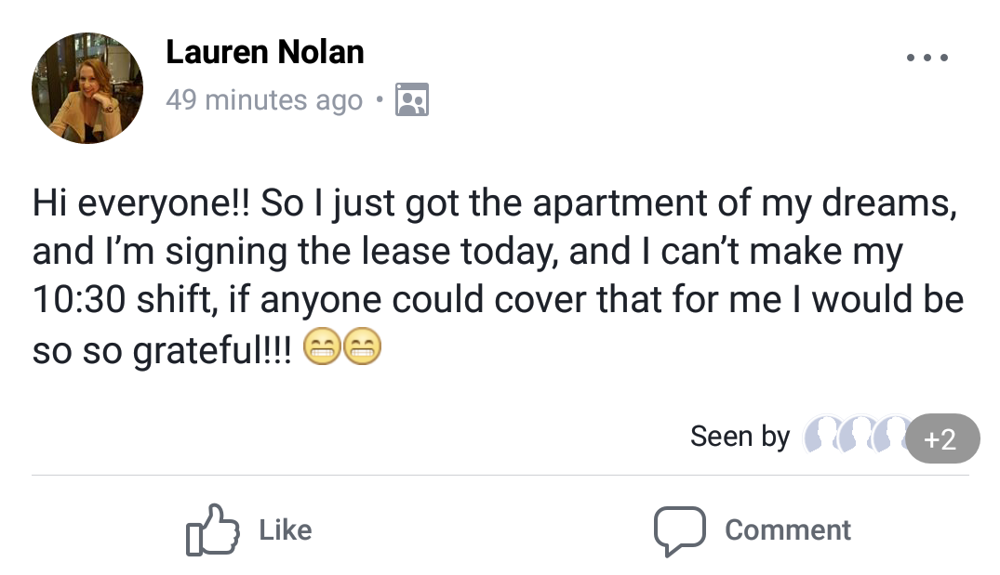 Lauren Nolan
49 minutes ago •
Hi everyone!! So I just got the apartment of my dreams,
and I’m signing the lease today, and I can’t make my
10:30 shift, if anyone could cover that for me I would be
so so grateful!!! 😁😁
Seen by +2
Like Comment